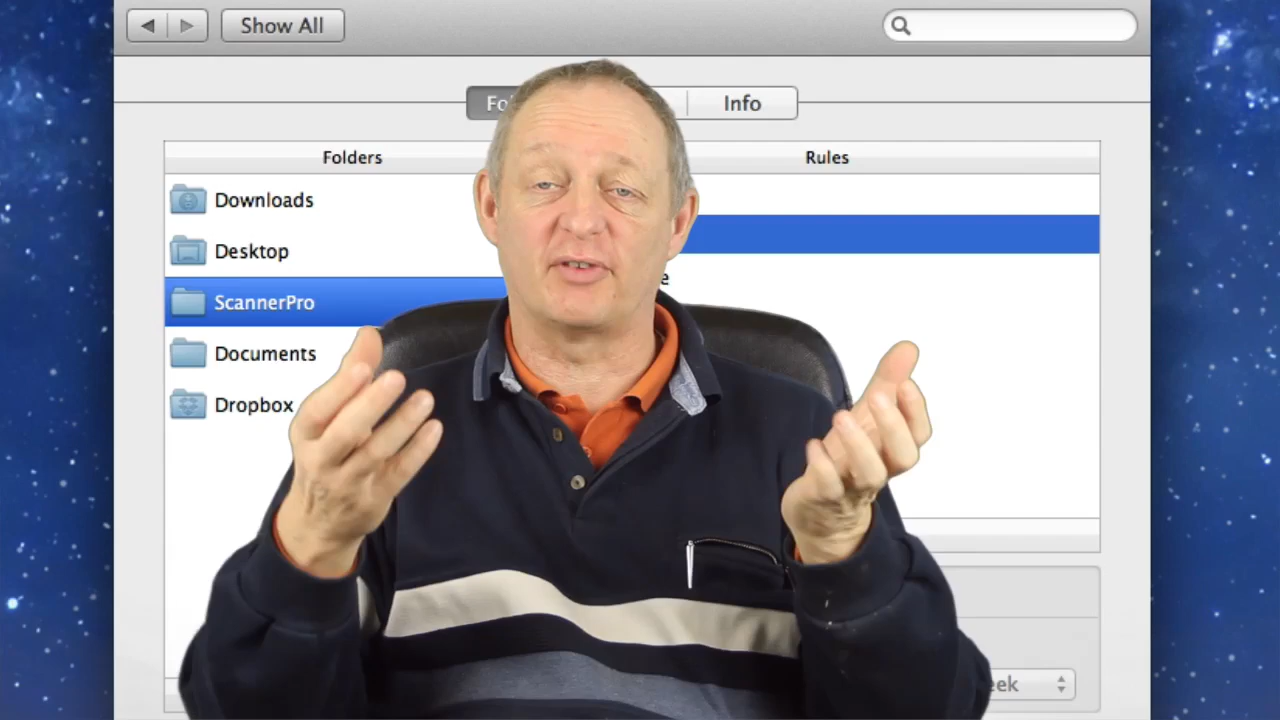 Show All
Info
Folders
Rules
Downloads
Desktop
ScannerPro
Documents
Dropbox